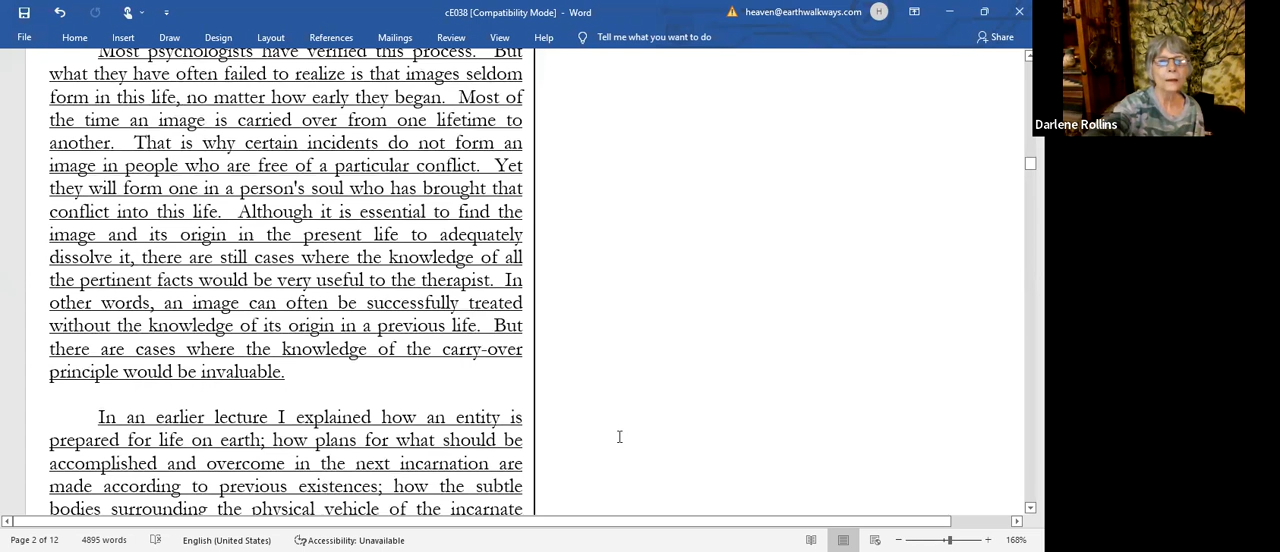 cE038 [Compatibility Mode] - Word
heaven@earthwalkways.com
H
File Home Insert Draw Design Layout References Mailings Review View Help Tell me what you want to do Share
Most psychologists have verified this process. But
what they have often failed to realize is that images seldom
form in this life, no matter how early they began. Most of
the time an image is carried over from one lifetime to
another. That is why certain incidents do not form an
image in people who are free of a particular conflict. Yet
they will form one in a person's soul who has brought that
conflict into this life. Although it is essential to find the
image and its origin in the present life to adequately
dissolve it, there are still cases where the knowledge of all
the pertinent facts would be very useful to the therapist. In
other words, an image can often be successfully treated
without the knowledge of its origin in a previous life. But
there are cases where the knowledge of the carry-over
principle would be invaluable.
In an earlier lecture I explained how an entity is
prepared for life on earth; how plans for what should be
accomplished and overcome in the next incarnation are
made according to previous existences; how the subtle
bodies surrounding the physical vehicle of the incarnate
Page 2 of 12 4895 words English (United States) Accessibility: Unavailable 168%
Darlene Rollins